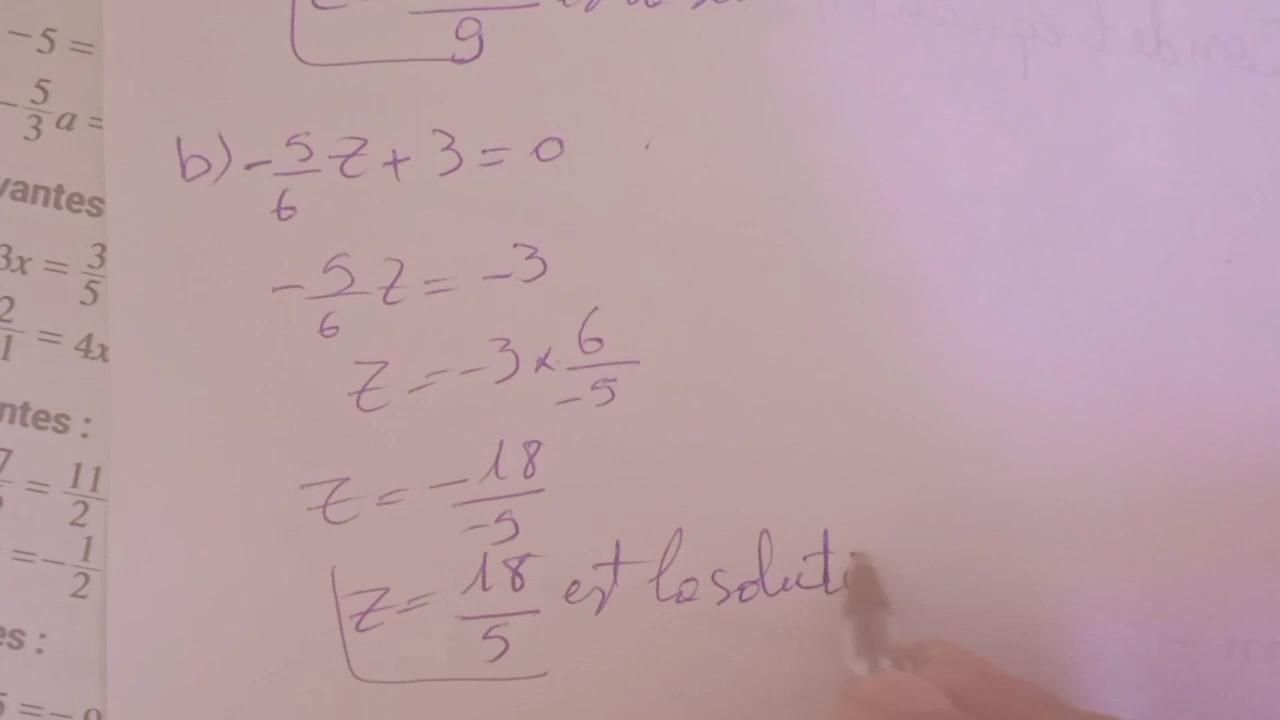 -5 =
-5/3 a =
vantes
3x = 3/5
2/1 = 4x
ntes :
7 = 11/2
= -1/2
es :
9
b) -5/6 z + 3 = 0
-5/6 z = -3
z = -3 × 6/-5
z = -18/-5
z = 18/5 est la solut